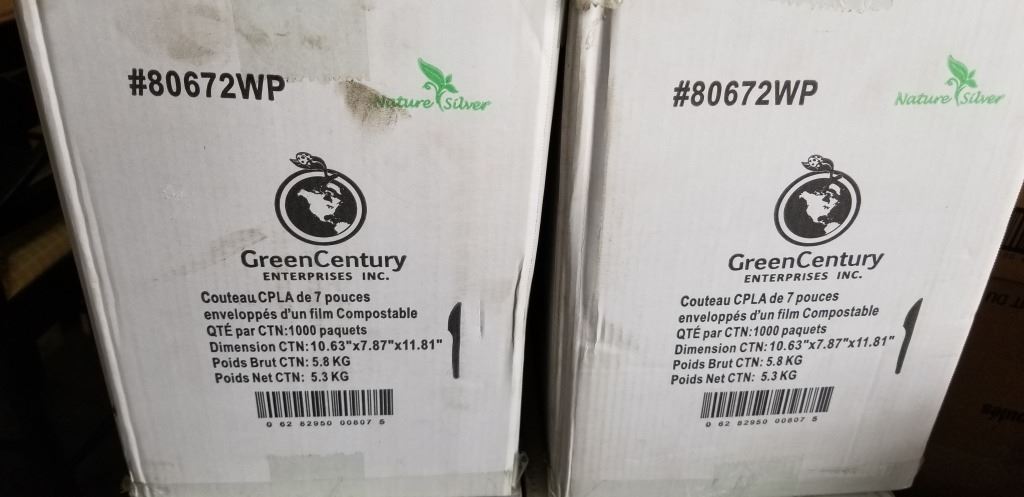 #80672WP
Nature Silver
GreenCentury
ENTERPRISES INC.
Couteau CPLA de 7 pouces
enveloppés d'un film Compostable
QTÉ par CTN:1000 paquets
Dimension CTN:10.63"x7.87"x11.81"
Poids Brut CTN: 5.8 KG
Poids Net CTN: 5.3 KG
0 62 82950 00807 5
#80672WP
Nature Silver
GreenCentury
ENTERPRISES INC.
Couteau CPLA de 7 pouces
enveloppés d'un film Compostable
QTÉ par CTN:1000 paquets
Dimension CTN:10.63"x7.87"x11.81"
Poids Brut CTN: 5.8 KG
Poids Net CTN: 5.3 KG
0 62 82950 00807 5